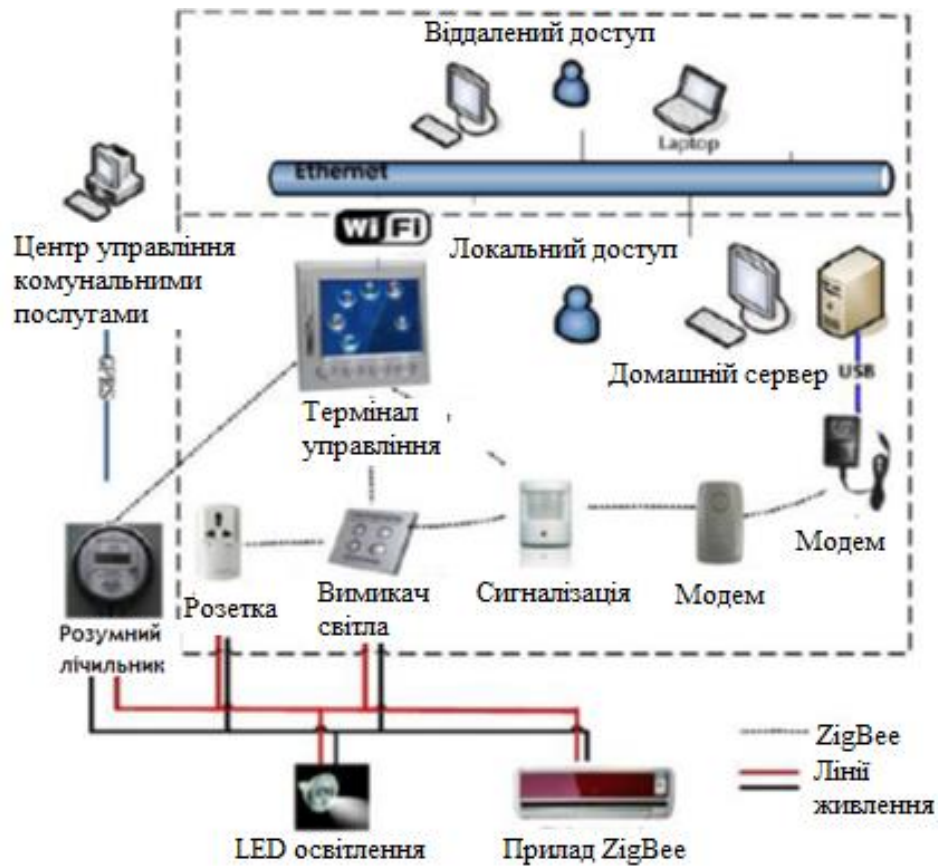 Віддалений доступ
Laptop
Ethernet
WiFi
Центр управління
комунальними
послугами
Локальний доступ
GPRS
Домашній сервер
USB
Термінал
управління
Модем
Розетка
Вимикач
світла
Сигналізація
Модем
Розумний
лічильник
ZigBee
Лінії
живлення
LED освітлення
Прилад ZigBee